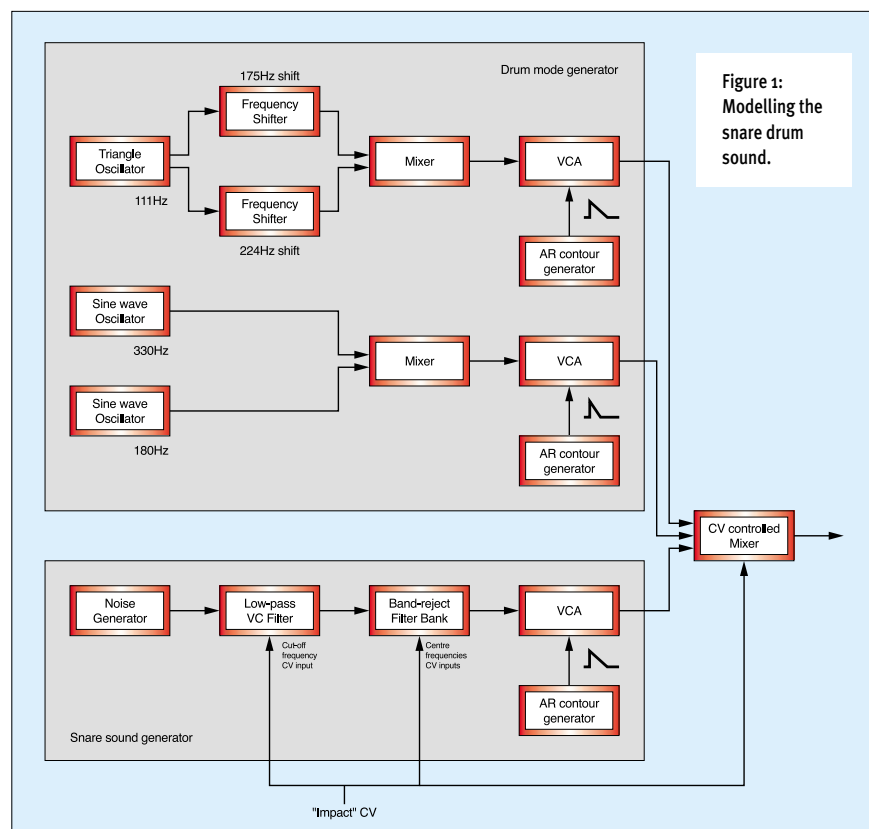 Figure 1:
Modelling the
snare drum
sound.
Drum mode generator
175Hz shift
Frequency
Shifter
Triangle
Oscillator
111Hz
Frequency
Shifter
224Hz shift
Mixer
VCA
AR contour
generator
Sine wave
Oscillator
330Hz
Sine wave
Oscillator
180Hz
Mixer
VCA
AR contour
generator
CV controlled
Mixer
Noise
Generator
Low-pass
VC Filter
Cut-off
frequency
CV input
Band-reject
Filter Bank
Centre
frequencies
CV inputs
VCA
AR contour
generator
Snare sound generator
"Impact" CV